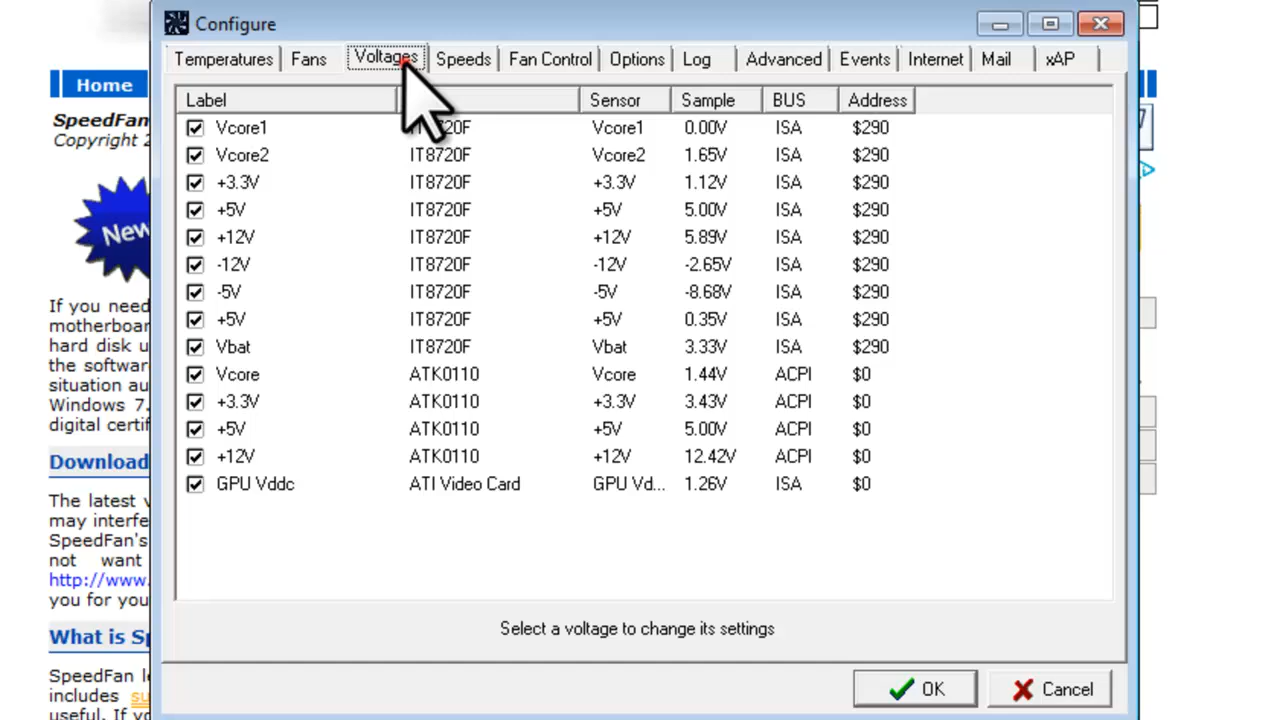 Configure
Home
SpeedFan
Copyright 2
New
If you need
motherboar
hard disk u
the softwar
situation au
Windows 7.
digital certif
Download
The latest v
may interfe
SpeedFan's
not want
http://www.
you for you
What is Sp
SpeedFan l
includes su
useful. If yo
Temperatures Fans Voltages Speeds Fan Control Options Log Advanced Events Internet Mail xAP
Label Sensor Sample BUS Address
Vcore1 IT8720F Vcore1 0.00V ISA $290
Vcore2 IT8720F Vcore2 1.65V ISA $290
+3.3V IT8720F +3.3V 1.12V ISA $290
+5V IT8720F +5V 5.00V ISA $290
+12V IT8720F +12V 5.89V ISA $290
-12V IT8720F -12V -2.65V ISA $290
-5V IT8720F -5V -8.68V ISA $290
+5V IT8720F +5V 0.35V ISA $290
Vbat IT8720F Vbat 3.33V ISA $290
Vcore ATK0110 Vcore 1.44V ACPI $0
+3.3V ATK0110 +3.3V 3.43V ACPI $0
+5V ATK0110 +5V 5.00V ACPI $0
+12V ATK0110 +12V 12.42V ACPI $0
GPU Vddc ATI Video Card GPU Vd... 1.26V ISA $0
Select a voltage to change its settings
OK Cancel